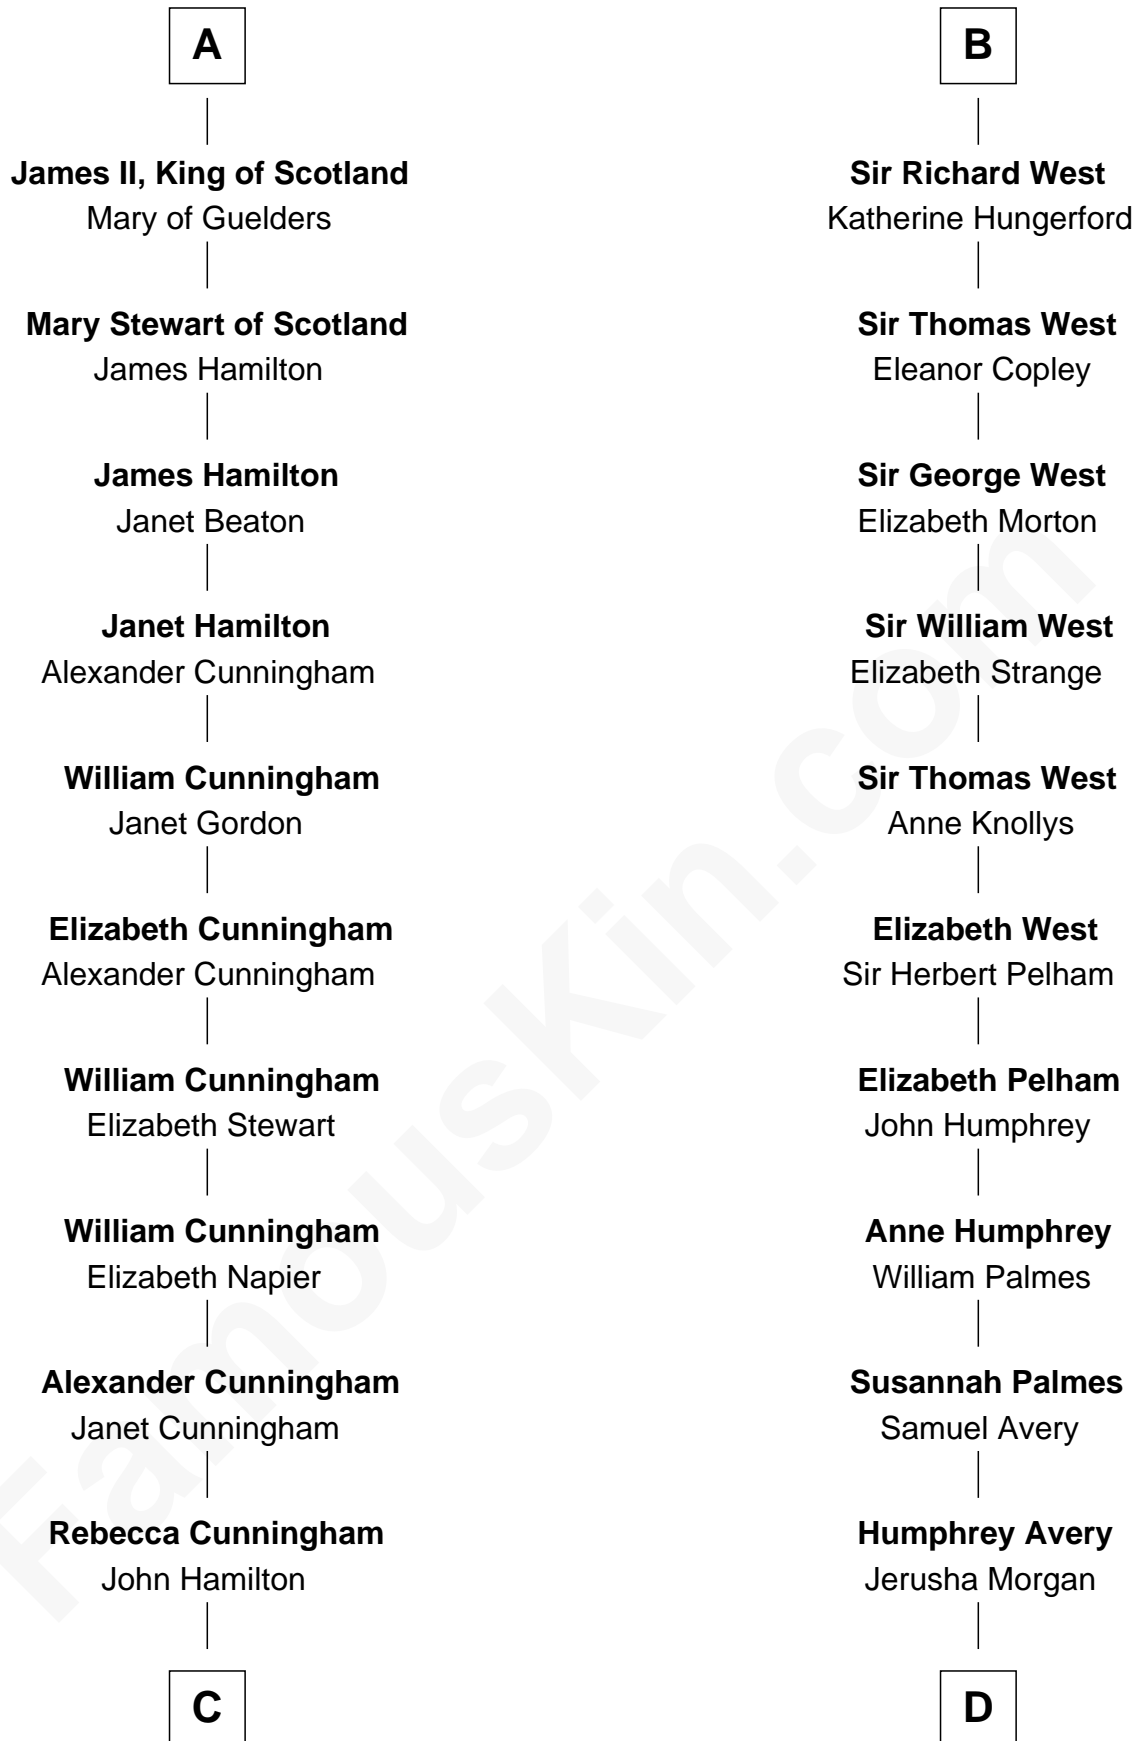 A
James II, King of Scotland
Mary of Guelders
Mary Stewart of Scotland
James Hamilton
James Hamilton
Janet Beaton
Janet Hamilton
Alexander Cunningham
William Cunningham
Janet Gordon
Elizabeth Cunningham
Alexander Cunningham
William Cunningham
Elizabeth Stewart
William Cunningham
Elizabeth Napier
Alexander Cunningham
Janet Cunningham
Rebecca Cunningham
John Hamilton
C
B
Sir Richard West
Katherine Hungerford
Sir Thomas West
Eleanor Copley
Sir George West
Elizabeth Morton
Sir William West
Elizabeth Strange
Sir Thomas West
Anne Knollys
Elizabeth West
Sir Herbert Pelham
Elizabeth Pelham
John Humphrey
Anne Humphrey
William Palmes
Susannah Palmes
Samuel Avery
Humphrey Avery
Jerusha Morgan
D
FamousKin.com